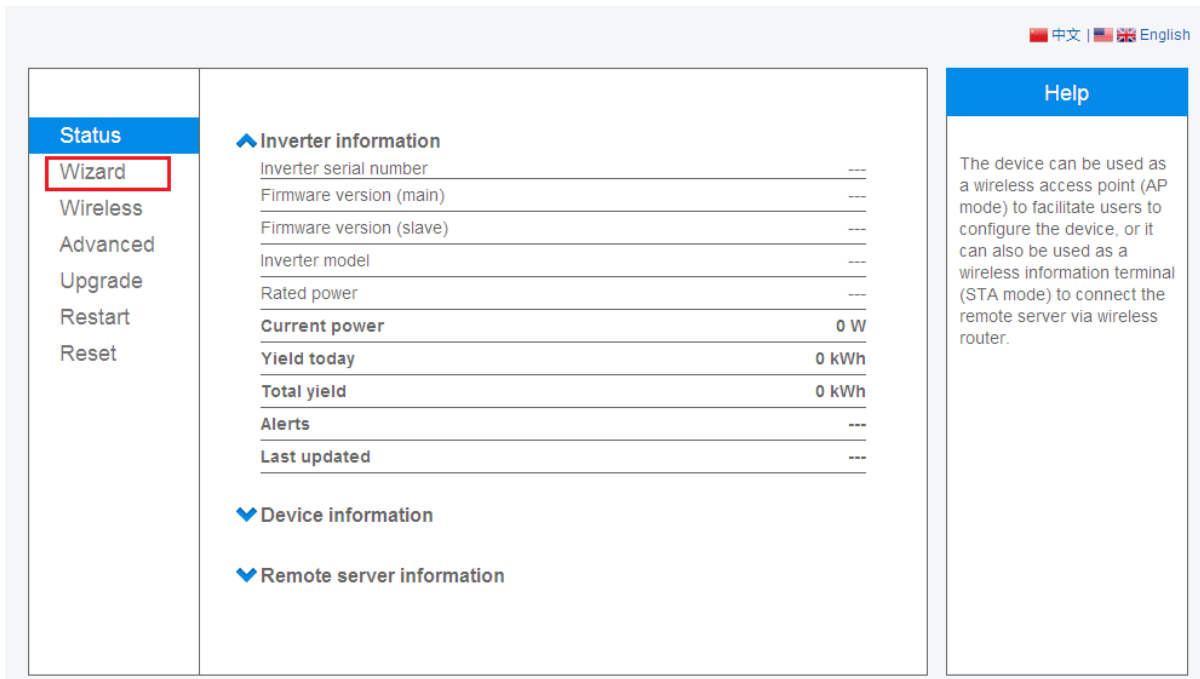 中文 | English
Status
Wizard
Wireless
Advanced
Upgrade
Restart
Reset
Inverter information
Inverter serial number ---
Firmware version (main) ---
Firmware version (slave) ---
Inverter model ---
Rated power ---
Current power 0 W
Yield today 0 kWh
Total yield 0 kWh
Alerts ---
Last updated ---
Device information
Remote server information
Help
The device can be used as
a wireless access point (AP
mode) to facilitate users to
configure the device, or it
can also be used as a
wireless information terminal
(STA mode) to connect the
remote server via wireless
router.